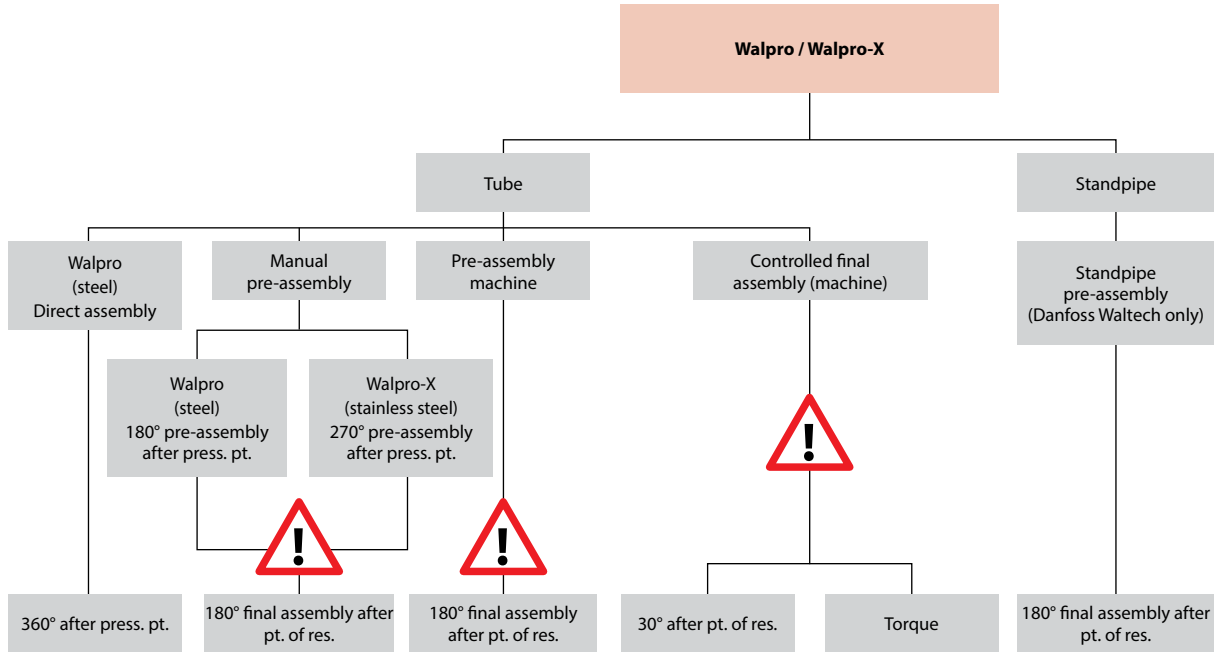 Walpro / Walpro-X
Tube
Standpipe
Walpro
(steel)
Direct assembly
Manual
pre-assembly
Pre-assembly
machine
Controlled final
assembly (machine)
Standpipe
pre-assembly
(Danfoss Waltech only)
Walpro
(steel)
180° pre-assembly
after press. pt.
Walpro-X
(stainless steel)
270° pre-assembly
after press. pt.
!
!
!
360° after press. pt.
180° final assembly after
pt. of res.
180° final assembly
after pt. of res.
30° after pt. of res.
Torque
180° final assembly after
pt. of res.